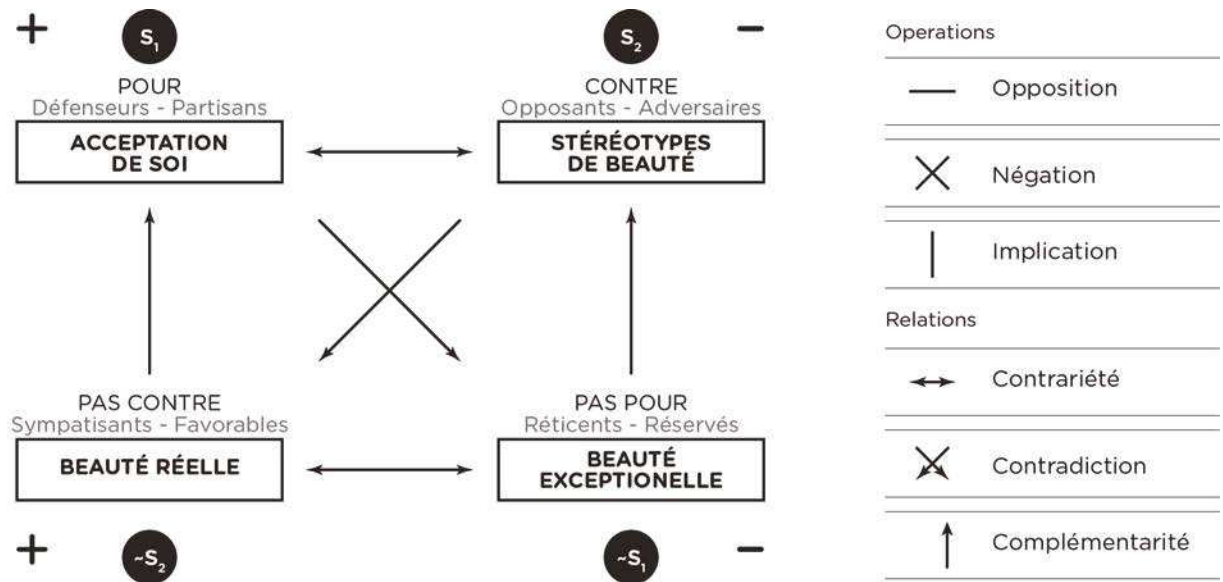 + S1 S2 −
POUR
Défenseurs - Partisans
ACCEPTATION
DE SOI
CONTRE
Opposants - Adversaires
STÉRÉOTYPES
DE BEAUTÉ
PAS CONTRE
Sympatisants - Favorables
BEAUTÉ RÉELLE
PAS POUR
Réticents - Réservés
BEAUTÉ
EXCEPTIONELLE
+ ~S2 ~S1 −
Operations
Opposition
Négation
Implication
Relations
Contrariété
Contradiction
Complémentarité